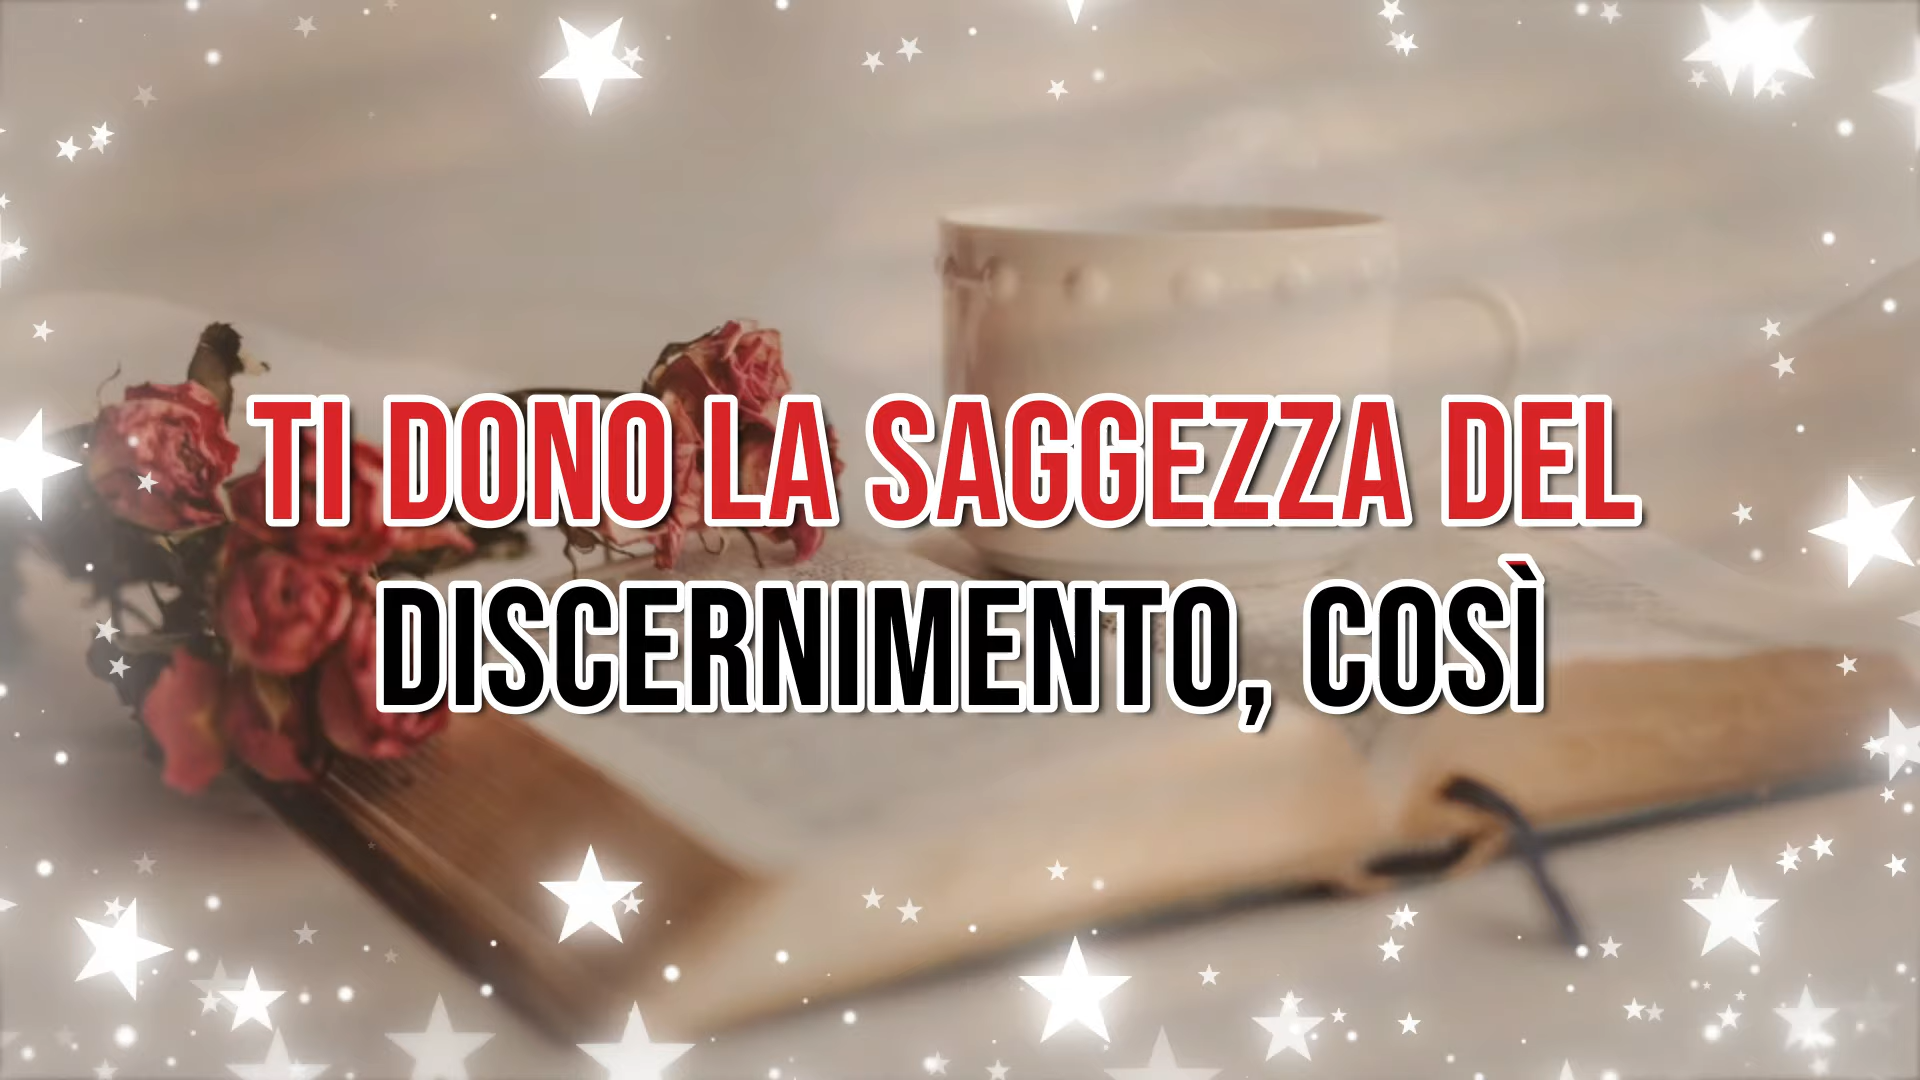 TI DONO LA SAGGEZZA DEL
DISCERNIMENTO, COSÌ